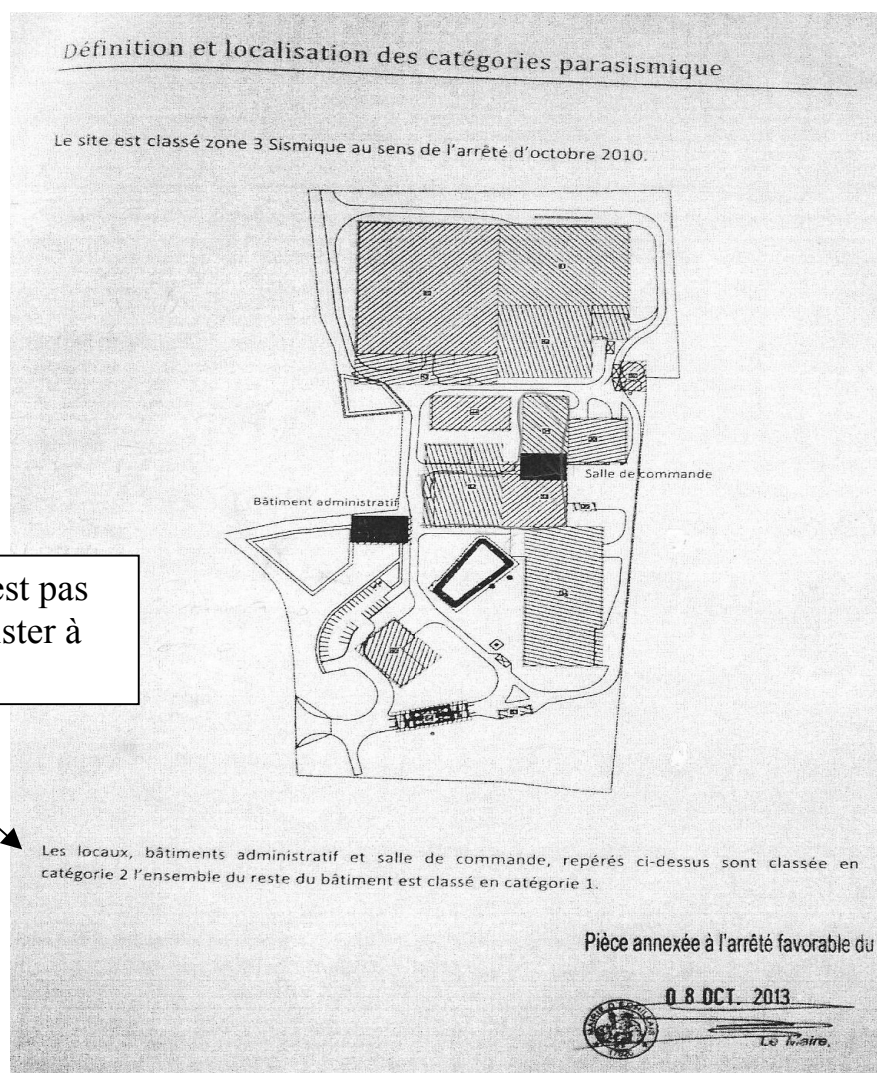 Définition et localisation des catégories parasismique
Le site est classé zone 3 Sismique au sens de l'arrêté d'octobre 2010.
Salle de commande
Bâtiment administratif
est pas
ster à
Les locaux, bâtiments administratif et salle de commande, repérés ci-dessus sont classée en
catégorie 2 l'ensemble du reste du bâtiment est classé en catégorie 1.
Pièce annexée à l'arrêté favorable du
0 8 OCT. 2013
Le Maire,